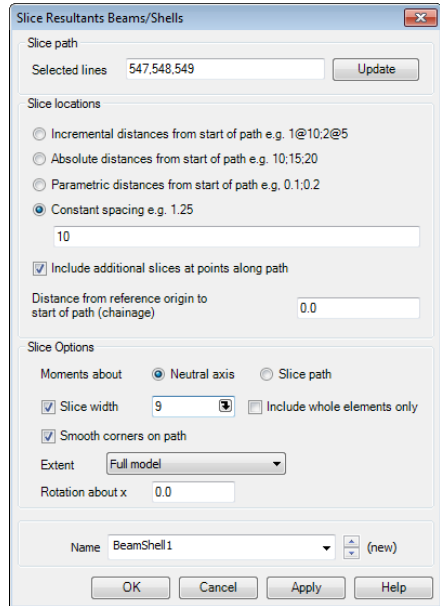 Slice Resultants Beams/Shells
Slice path
Selected lines 547,548,549 Update
Slice locations
Incremental distances from start of path e.g. 1@10;2@5
Absolute distances from start of path e.g. 10;15;20
Parametric distances from start of path e.g, 0.1;0.2
Constant spacing e.g. 1.25
10
Include additional slices at points along path
Distance from reference origin to
start of path (chainage) 0.0
Slice Options
Moments about Neutral axis Slice path
Slice width 9 Include whole elements only
Smooth corners on path
Extent Full model
Rotation about x 0.0
Name BeamShell1 (new)
OK Cancel Apply Help